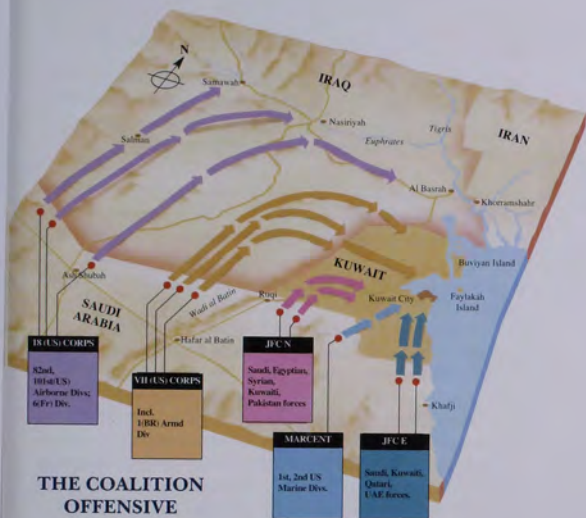 N
IRAQ
Samawah
Nasiriyah
Tigris
IRAN
Euphrates
Salman
Al Basrah
Khorramshahr
Buviyan Island
KUWAIT
Ash Shubah
Ruqi
Kuwait City
Faylakah
Island
SAUDI
ARABIA
Wadi al Batin
Hafar al Batin
Khafji
18 (US) CORPS
82nd,
101st (US)
Airborne Divs;
6(Fr) Div.
VII (US) CORPS
Incl.
1(BR) Armd
Div
JFC N
Saudi, Egyptian,
Syrian,
Kuwaiti,
Pakistan forces
MARCENT
1st, 2nd US
Marine Divs.
JFC E
Saudi, Kuwaiti,
Qatari,
UAE forces.
THE COALITION
OFFENSIVE